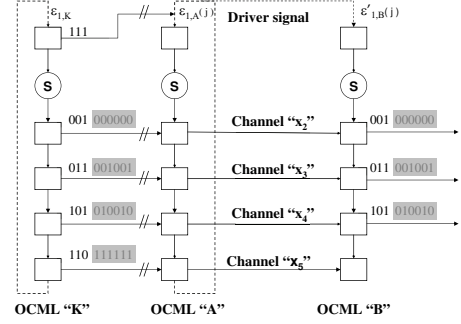 ε1,K ε1,A(j) Driver signal ε'1,B(j)
111
S S S
001 000000 Channel "x2" 001 000000
011 001001 Channel "x3" 011 001001
101 010010 Channel "x4" 101 010010
110 111111 Channel "x5"
OCML "K" OCML "A" OCML "B"